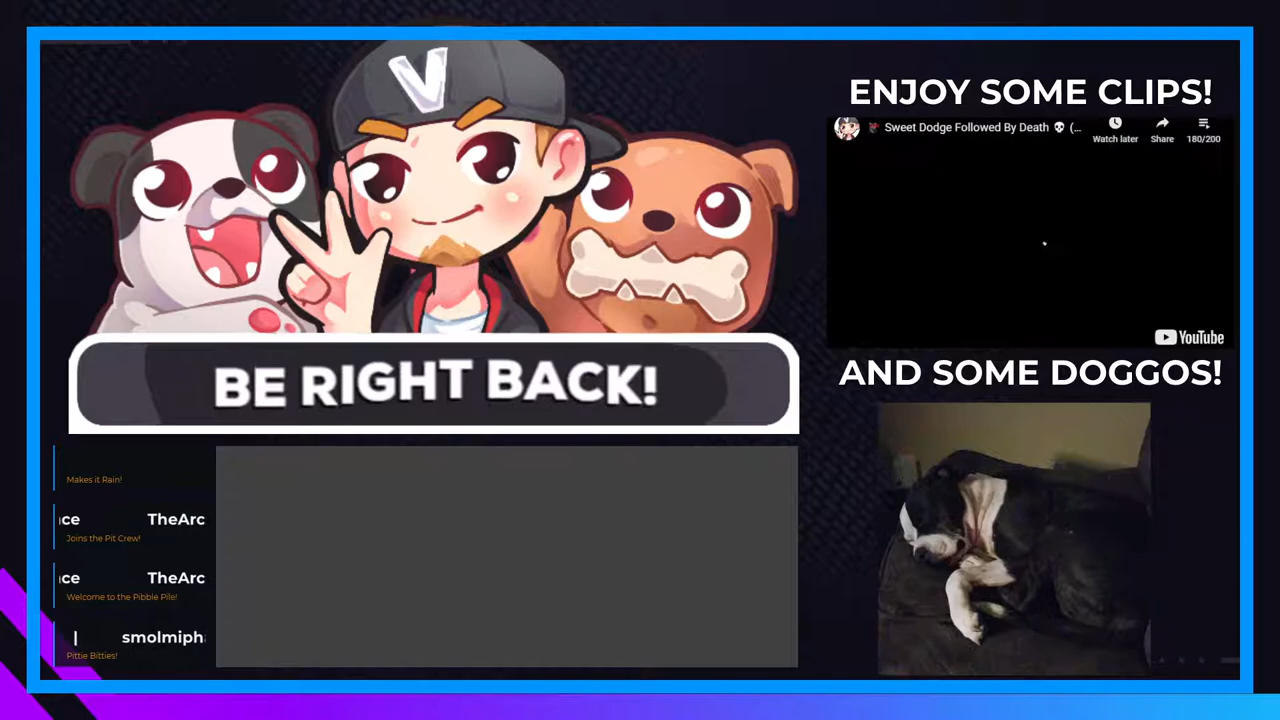 V
BE RIGHT BACK!
ENJOY SOME CLIPS!
Sweet Dodge Followed By Death 💀 (...
Watch later
Share
180/200
YouTube
AND SOME DOGGOS!
Makes it Rain!
TheArc
Joins the Pit Crew!
TheArc
Welcome to the Pibble Pile!
| smolmiph
Pittie Bitties!